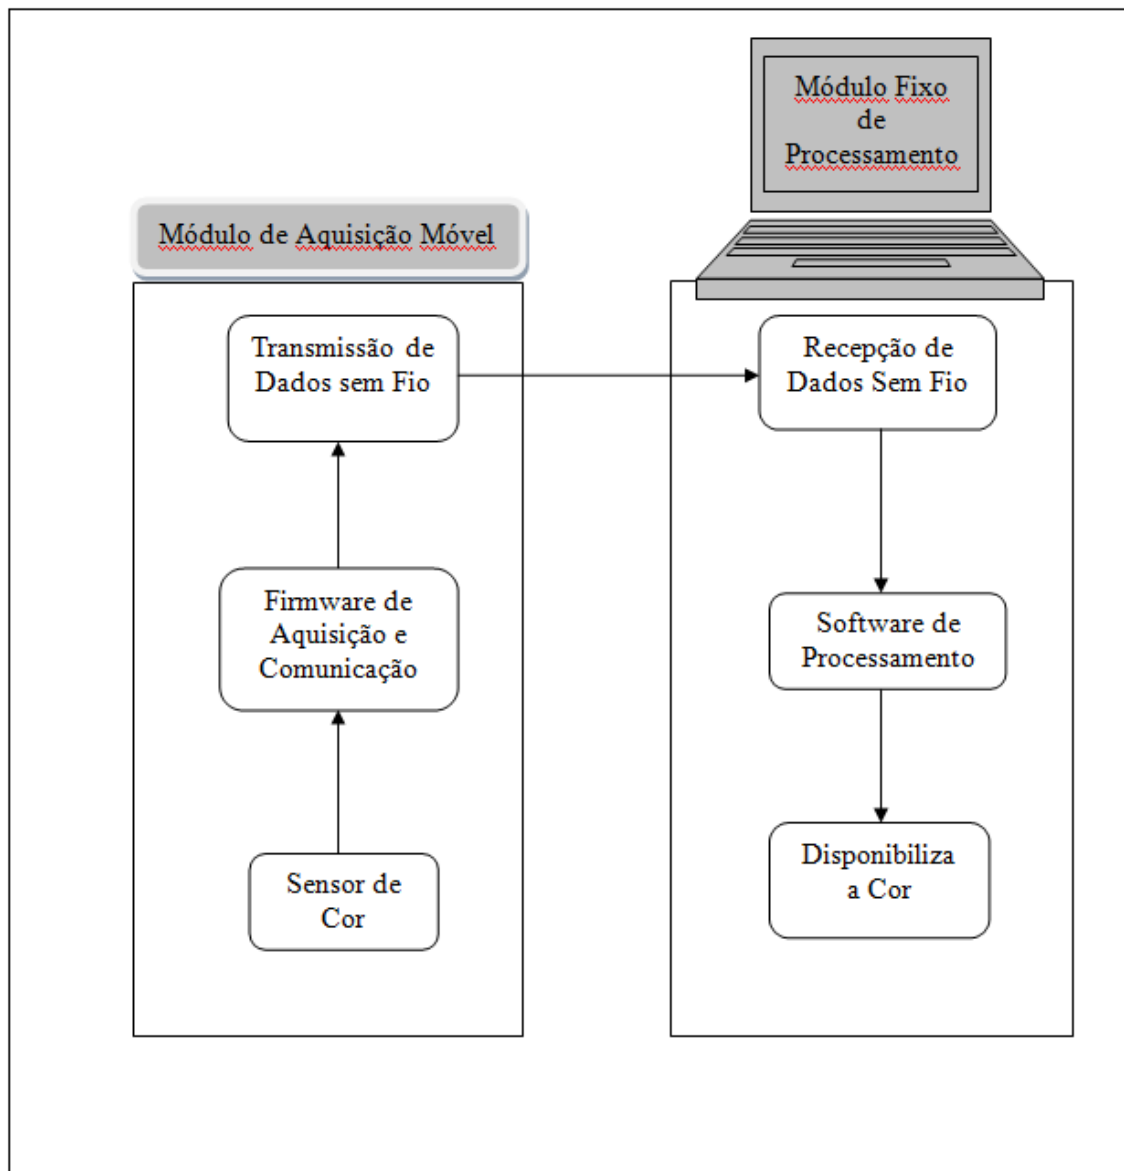 Módulo Fixo
de
Processamento
Módulo de Aquisição Móvel
Transmissão de
Dados sem Fio
Recepção de
Dados Sem Fio
Firmware de
Aquisição e
Comunicação
Software de
Processamento
Sensor de
Cor
Disponibiliza
a Cor